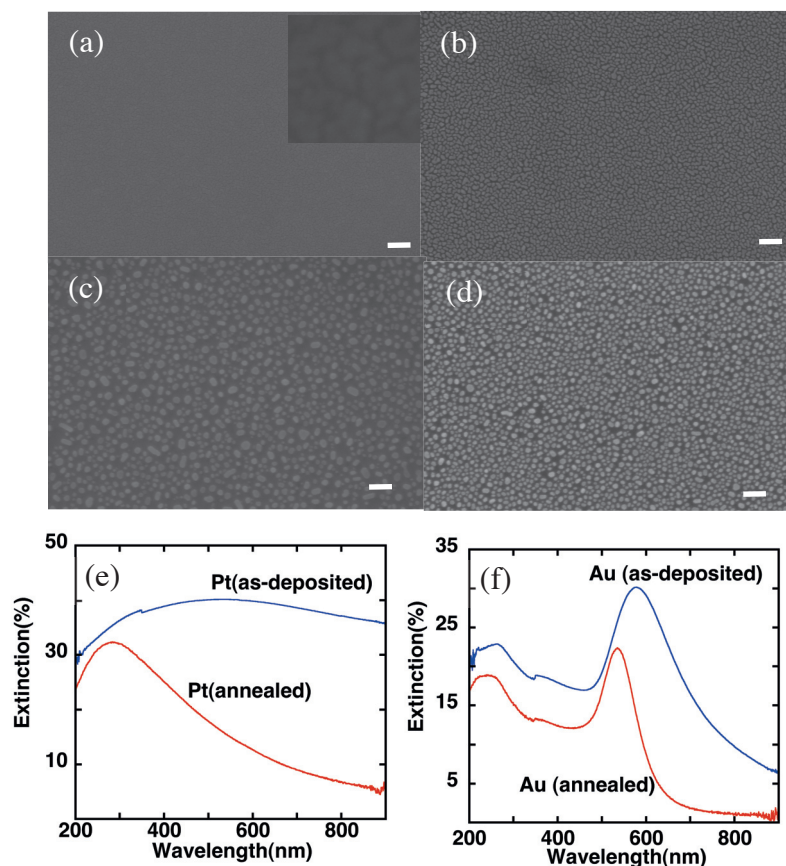 (a)
(b)
(c)
(d)
50
(e)
Pt(as-deposited)
30
Pt(annealed)
10
Extinction(%)
200
400
600
800
Wavelength(nm)
35
(f)
Au (as-deposited)
25
15
5
Au (annealed)
Extinction(%)
200
400
600
800
Wavelength(nm)